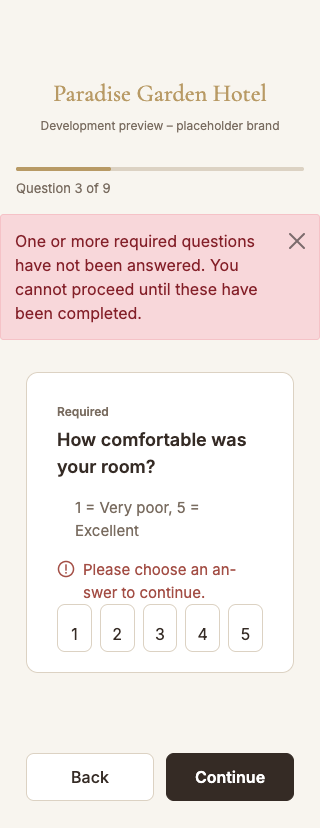 Paradise Garden Hotel
Development preview – placeholder brand
Question 3 of 9
One or more required questions
have not been answered. You
cannot proceed until these have
been completed.
Required
How comfortable was
your room?
1 = Very poor, 5 =
Excellent
Please choose an an-
swer to continue.
1 2 3 4 5
Back Continue